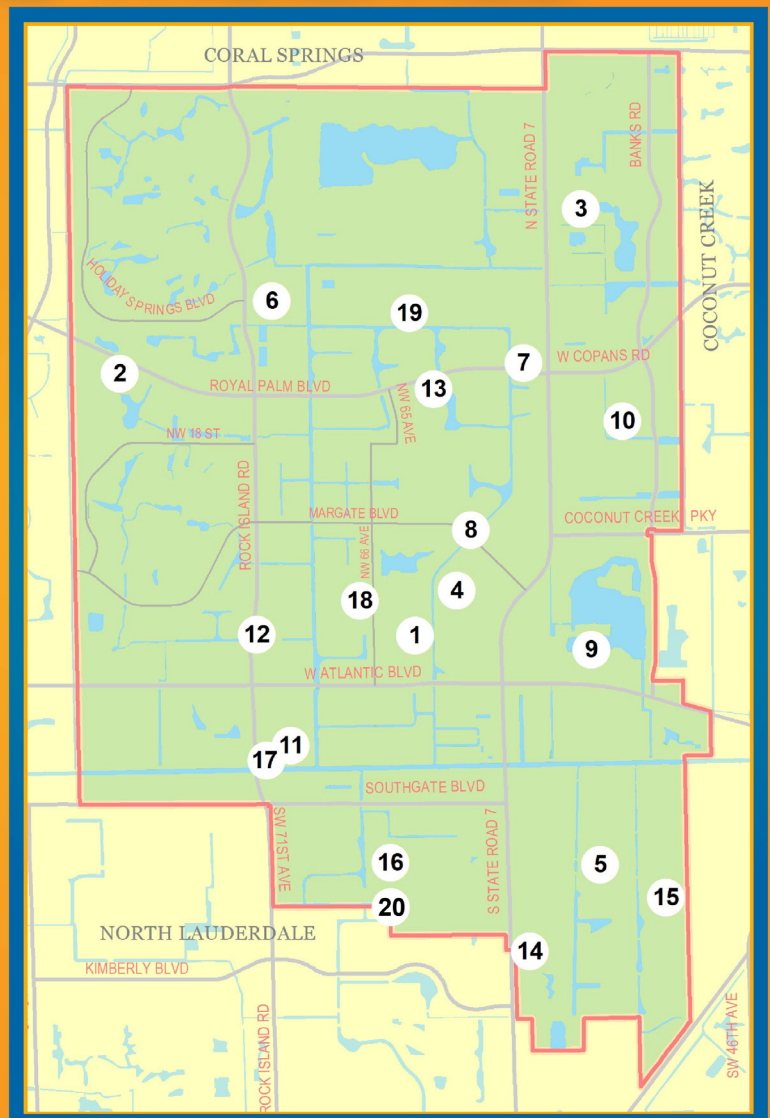 CORAL SPRINGS
BANKS RD
N STATE ROAD 7
COCONUT CREEK
3
HOLIDAY SPRINGS BLVD
6
19
2
7
W COPANS RD
ROYAL PALM BLVD
13
NW 65 AVE
10
NW 18 ST
ROCK ISLAND RD
MARGATE BLVD
8
COCONUT CREEK PKY
NW 66 AVE
4
18
12
1
9
W ATLANTIC BLVD
11
17
SOUTHGATE BLVD
SW 71ST AVE
16
S STATE ROAD 7
5
15
20
NORTH LAUDERDALE
14
KIMBERLY BLVD
ROCK ISLAND RD
SW 46TH AVE